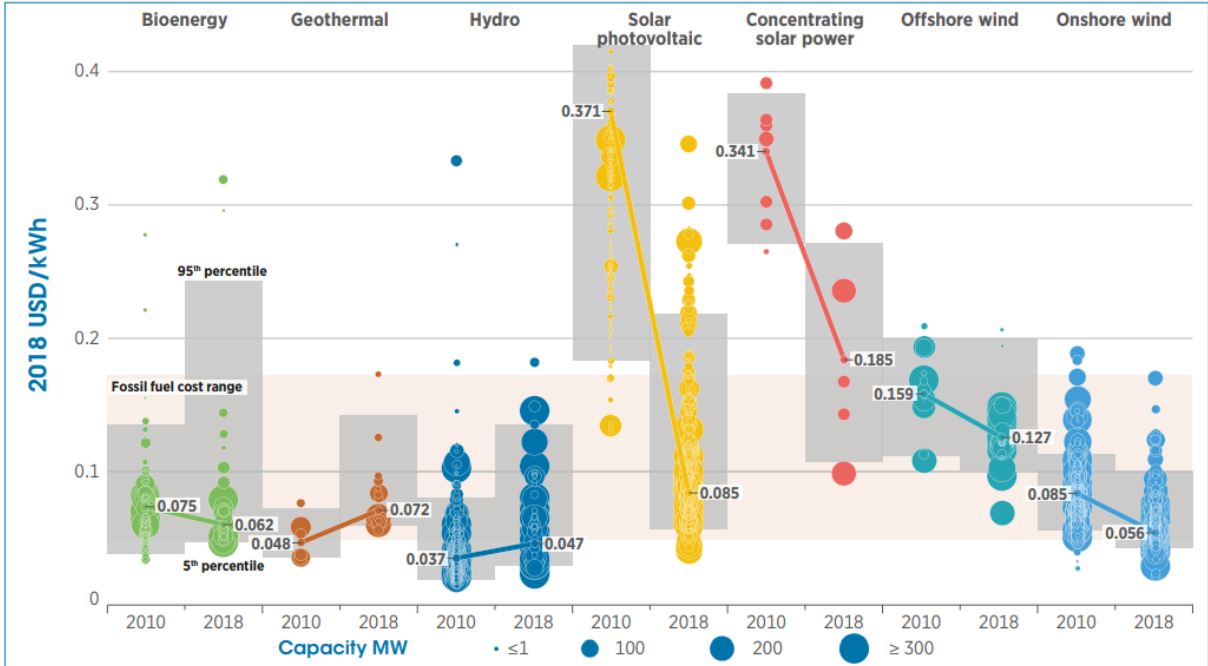 Bioenergy Geothermal Hydro Solar photovoltaic Concentrating solar power Offshore wind Onshore wind
2018 USD/kWh
0.4
0.3
0.2
0.1
0
95th percentile
Fossil fuel cost range
5th percentile
0.075
0.062
0.048
0.072
0.037
0.047
0.371
0.085
0.341
0.185
0.159
0.127
0.085
0.056
2010 2018 2010 2018 2010 2018 2010 2018 2010 2018 2010 2018 2010 2018
Capacity MW ≤1 100 200 ≥ 300